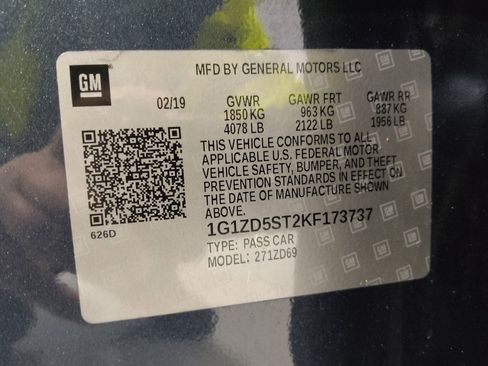 GM
MFD BY GENERAL MOTORS LLC
02/19 GVWR GAWR FRT GAWR RR
1850 KG 963 KG 887 KG
4078 LB 2122 LB 1956 LB
THIS VEHICLE CONFORMS TO ALL
APPLICABLE U.S. FEDERAL MOTOR
VEHICLE SAFETY, BUMPER, AND THEFT
PREVENTION STANDARDS IN EFFECT ON
THE DATE OF MANUFACTURE SHOWN
ABOVE.
626D
1G1ZD5ST2KF173737
TYPE: PASS CAR
MODEL: 271ZD69